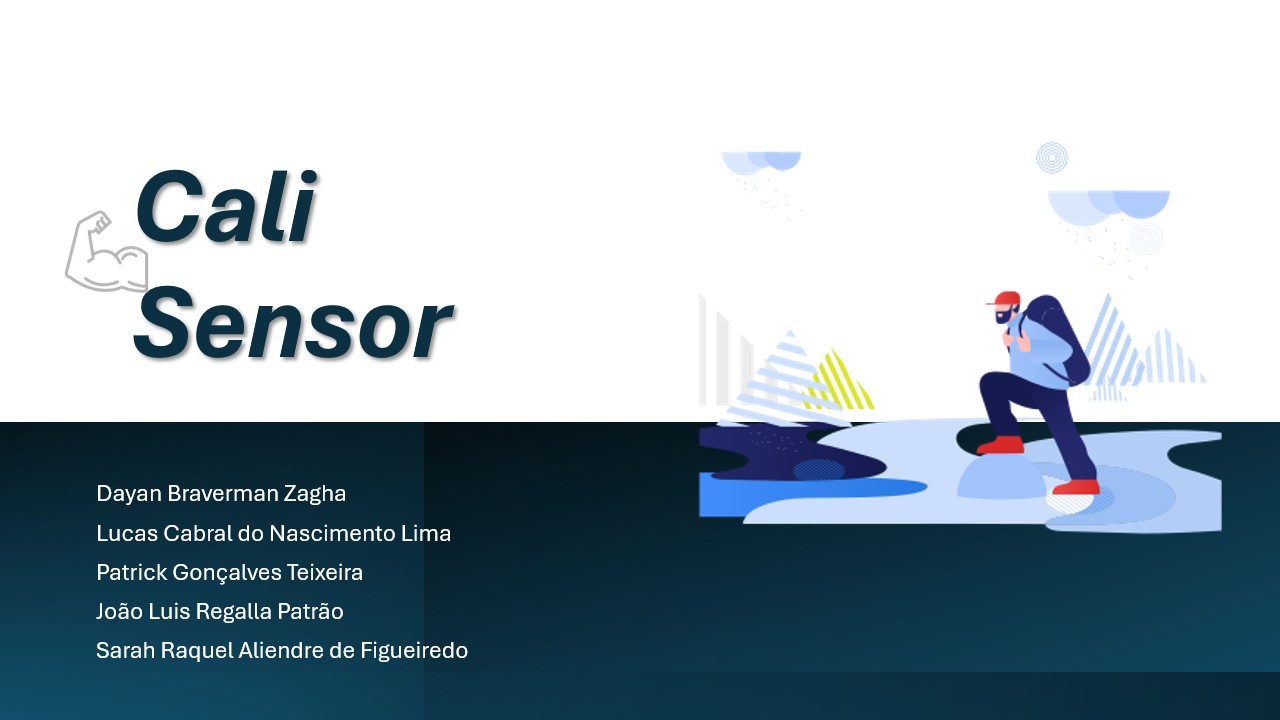 Cali
Sensor
Dayan Braverman Zagha
Lucas Cabral do Nascimento Lima
Patrick Gonçalves Teixeira
João Luis Regalla Patrão
Sarah Raquel Aliendre de Figueiredo